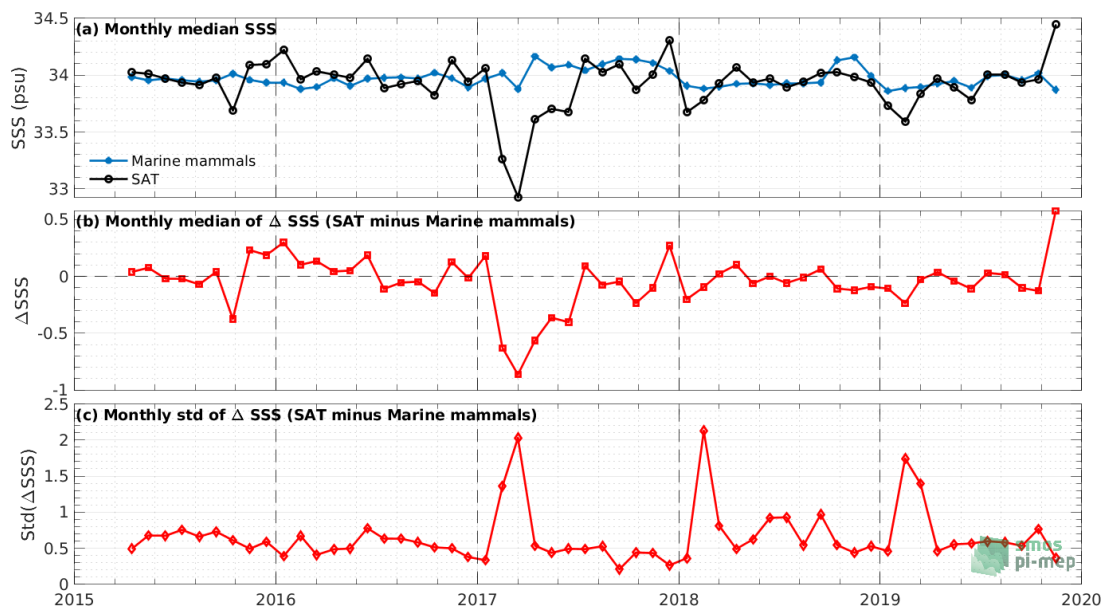 (a) Monthly median SSS
SSS (psu)
34.5
34
33.5
33
Marine mammals
SAT
(b) Monthly median of Δ SSS (SAT minus Marine mammals)
ΔSSS
0.5
0
-0.5
-1
(c) Monthly std of Δ SSS (SAT minus Marine mammals)
Std(ΔSSS)
2.5
2
1.5
1
0.5
0
smos
pi-mep
2015 2016 2017 2018 2019 2020